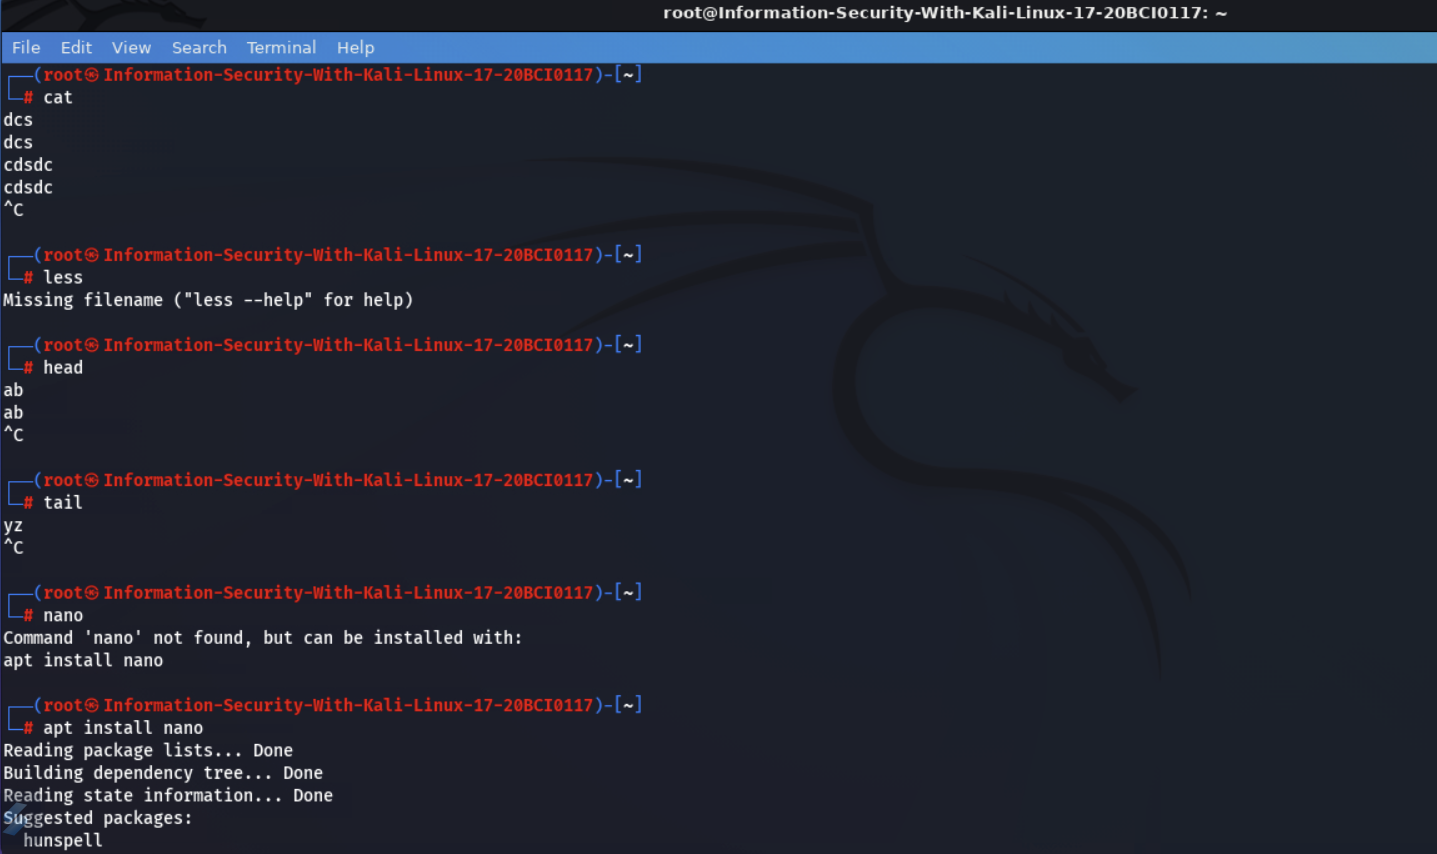 root@Information-Security-With-Kali-Linux-17-20BCI0117: ~
File Edit View Search Terminal Help
┌──(root㉿Information-Security-With-Kali-Linux-17-20BCI0117)-[~]
└─# cat
dcs
dcs
cdsdc
cdsdc
^C
┌──(root㉿Information-Security-With-Kali-Linux-17-20BCI0117)-[~]
└─# less
Missing filename ("less --help" for help)
┌──(root㉿Information-Security-With-Kali-Linux-17-20BCI0117)-[~]
└─# head
ab
ab
^C
┌──(root㉿Information-Security-With-Kali-Linux-17-20BCI0117)-[~]
└─# tail
yz
^C
┌──(root㉿Information-Security-With-Kali-Linux-17-20BCI0117)-[~]
└─# nano
Command 'nano' not found, but can be installed with:
apt install nano
┌──(root㉿Information-Security-With-Kali-Linux-17-20BCI0117)-[~]
└─# apt install nano
Reading package lists... Done
Building dependency tree... Done
Reading state information... Done
Suggested packages:
  hunspell